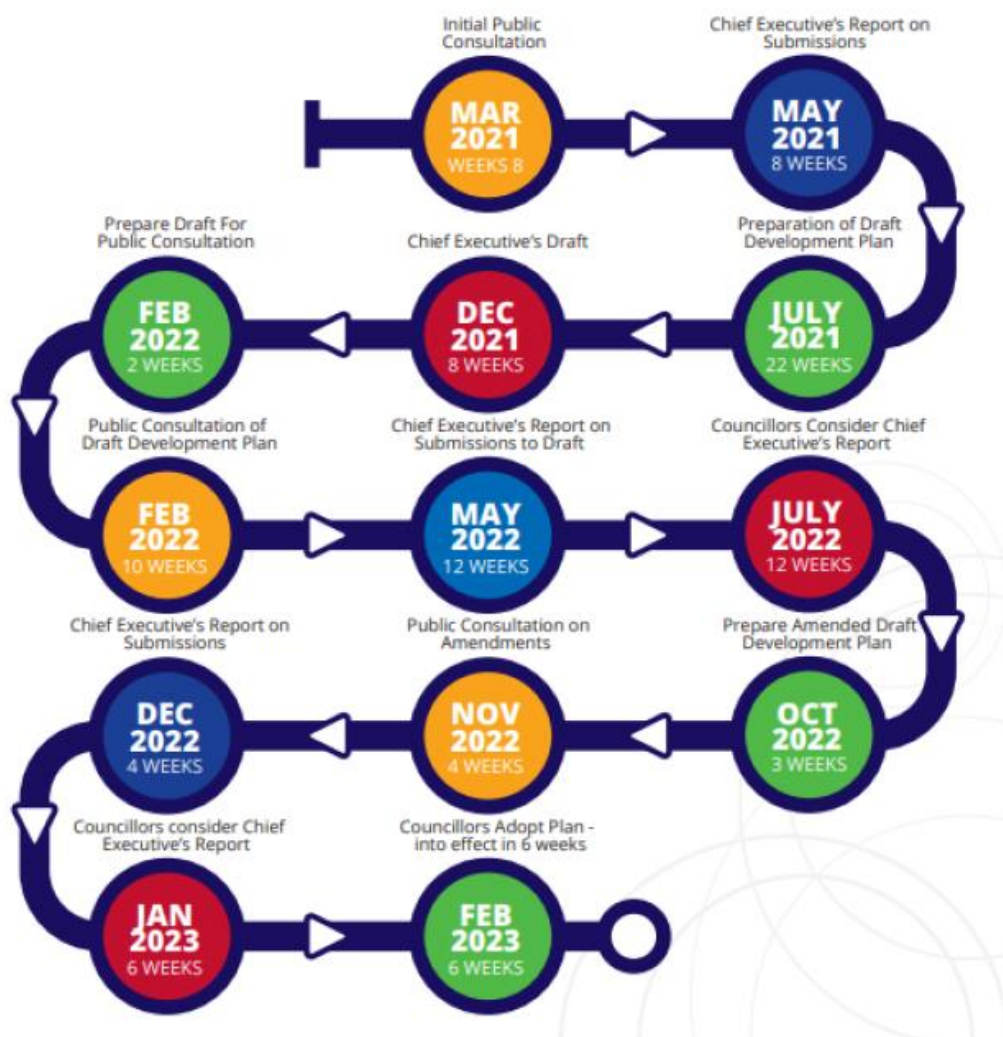 Initial Public
Consultation
MAR
2021
WEEKS 8
Chief Executive's Report on
Submissions
MAY
2021
8 WEEKS
Preparation of Draft
Development Plan
JULY
2021
22 WEEKS
Chief Executive's Draft
DEC
2021
8 WEEKS
Prepare Draft For
Public Consultation
FEB
2022
2 WEEKS
Public Consultation of
Draft Development Plan
FEB
2022
10 WEEKS
Chief Executive's Report on
Submissions to Draft
MAY
2022
12 WEEKS
Councillors Consider Chief
Executive's Report
JULY
2022
12 WEEKS
Prepare Amended Draft
Development Plan
OCT
2022
3 WEEKS
Public Consultation on
Amendments
NOV
2022
4 WEEKS
Chief Executive's Report on
Submissions
DEC
2022
4 WEEKS
Councillors consider Chief
Executive's Report
JAN
2023
6 WEEKS
Councillors Adopt Plan -
into effect in 6 weeks
FEB
2023
6 WEEKS